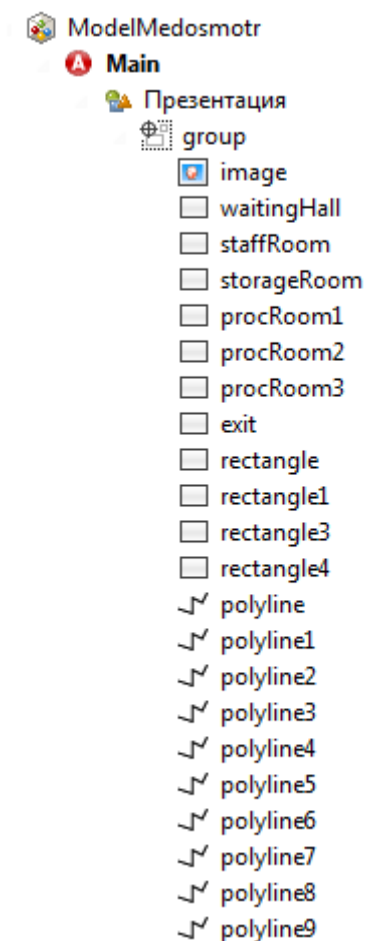 ModelMedosmotr
Main
Презентация
group
image
waitingHall
staffRoom
storageRoom
procRoom1
procRoom2
procRoom3
exit
rectangle
rectangle1
rectangle3
rectangle4
polyline
polyline1
polyline2
polyline3
polyline4
polyline5
polyline6
polyline7
polyline8
polyline9